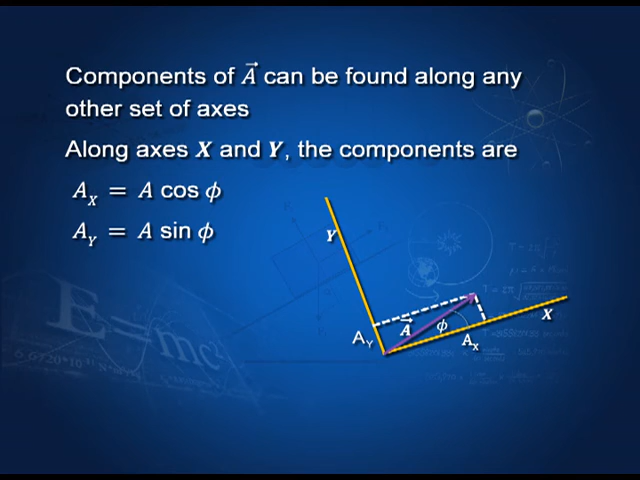 Components of A⃗ can be found along any
other set of axes
Along axes X and Y, the components are
A_X = A cos ϕ
A_Y = A sin ϕ
Y
A_Y
A⃗
ϕ
A_X
X
E=mc²